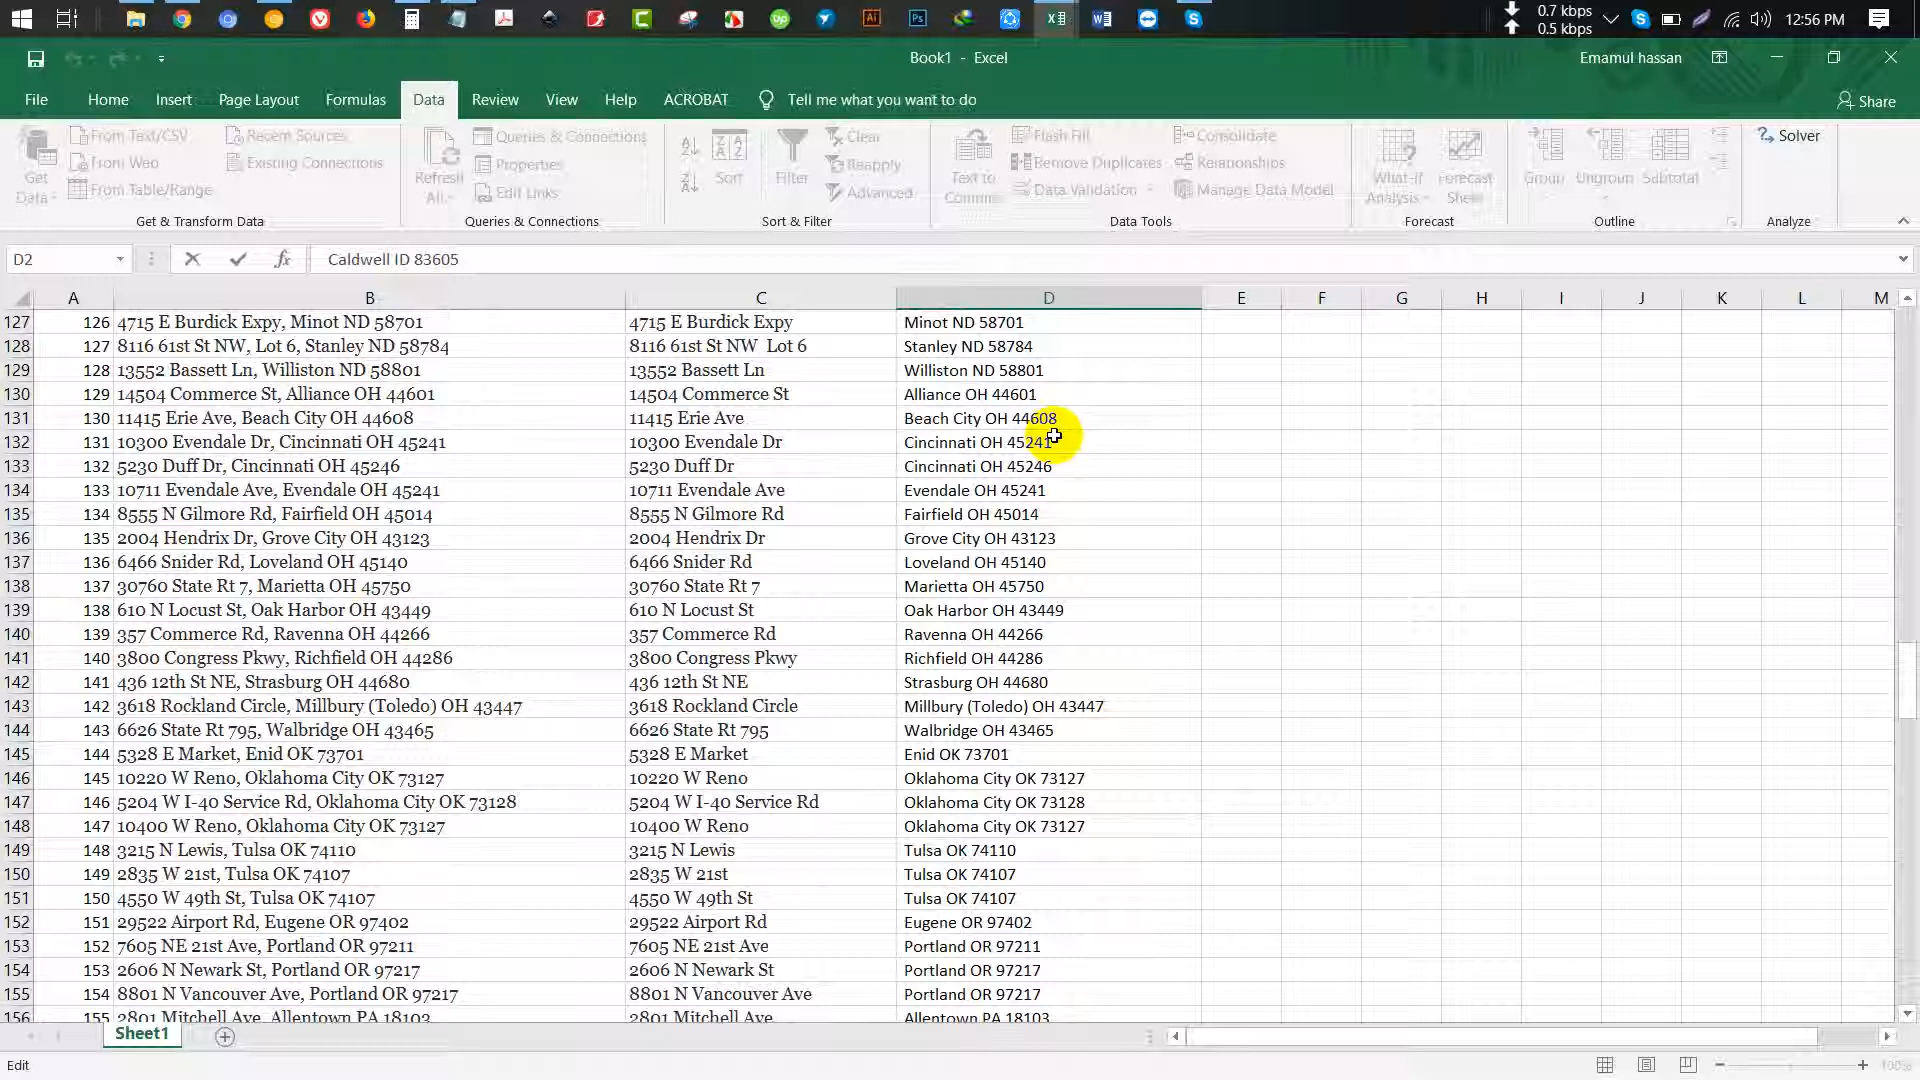 0.7 kbps
0.5 kbps
12:56 PM
Book1 - Excel
Emamul hassan
File Home Insert Page Layout Formulas Data Review View Help ACROBAT Tell me what you want to do Share
Get Data
From Text/CSV
From Web
From Table/Range
Recent Sources
Existing Connections
Get & Transform Data
Refresh All
Queries & Connections
Properties
Edit Links
Queries & Connections
Sort
Filter
Clear
Reapply
Advanced
Sort & Filter
Text to Columns
Flash Fill
Remove Duplicates
Data Validation
Consolidate
Relationships
Manage Data Model
Data Tools
What-If Analysis
Forecast Sheet
Forecast
Group
Ungroup
Subtotal
Outline
Solver
Analyze
D2 fx Caldwell ID 83605
A B C D E F G H I J K L M
127 126 4715 E Burdick Expy, Minot ND 58701 4715 E Burdick Expy Minot ND 58701
128 127 8116 61st St NW, Lot 6, Stanley ND 58784 8116 61st St NW Lot 6 Stanley ND 58784
129 128 13552 Bassett Ln, Williston ND 58801 13552 Bassett Ln Williston ND 58801
130 129 14504 Commerce St, Alliance OH 44601 14504 Commerce St Alliance OH 44601
131 130 11415 Erie Ave, Beach City OH 44608 11415 Erie Ave Beach City OH 44608
132 131 10300 Evendale Dr, Cincinnati OH 45241 10300 Evendale Dr Cincinnati OH 45241
133 132 5230 Duff Dr, Cincinnati OH 45246 5230 Duff Dr Cincinnati OH 45246
134 133 10711 Evendale Ave, Evendale OH 45241 10711 Evendale Ave Evendale OH 45241
135 134 8555 N Gilmore Rd, Fairfield OH 45014 8555 N Gilmore Rd Fairfield OH 45014
136 135 2004 Hendrix Dr, Grove City OH 43123 2004 Hendrix Dr Grove City OH 43123
137 136 6466 Snider Rd, Loveland OH 45140 6466 Snider Rd Loveland OH 45140
138 137 30760 State Rt 7, Marietta OH 45750 30760 State Rt 7 Marietta OH 45750
139 138 610 N Locust St, Oak Harbor OH 43449 610 N Locust St Oak Harbor OH 43449
140 139 357 Commerce Rd, Ravenna OH 44266 357 Commerce Rd Ravenna OH 44266
141 140 3800 Congress Pkwy, Richfield OH 44286 3800 Congress Pkwy Richfield OH 44286
142 141 436 12th St NE, Strasburg OH 44680 436 12th St NE Strasburg OH 44680
143 142 3618 Rockland Circle, Millbury (Toledo) OH 43447 3618 Rockland Circle Millbury (Toledo) OH 43447
144 143 6626 State Rt 795, Walbridge OH 43465 6626 State Rt 795 Walbridge OH 43465
145 144 5328 E Market, Enid OK 73701 5328 E Market Enid OK 73701
146 145 10220 W Reno, Oklahoma City OK 73127 10220 W Reno Oklahoma City OK 73127
147 146 5204 W I-40 Service Rd, Oklahoma City OK 73128 5204 W I-40 Service Rd Oklahoma City OK 73128
148 147 10400 W Reno, Oklahoma City OK 73127 10400 W Reno Oklahoma City OK 73127
149 148 3215 N Lewis, Tulsa OK 74110 3215 N Lewis Tulsa OK 74110
150 149 2835 W 21st, Tulsa OK 74107 2835 W 21st Tulsa OK 74107
151 150 4550 W 49th St, Tulsa OK 74107 4550 W 49th St Tulsa OK 74107
152 151 29522 Airport Rd, Eugene OR 97402 29522 Airport Rd Eugene OR 97402
153 152 7605 NE 21st Ave, Portland OR 97211 7605 NE 21st Ave Portland OR 97211
154 153 2606 N Newark St, Portland OR 97217 2606 N Newark St Portland OR 97217
155 154 8801 N Vancouver Ave, Portland OR 97217 8801 N Vancouver Ave Portland OR 97217
156 155 2801 Mitchell Ave, Allentown PA 18103 2801 Mitchell Ave Allentown PA 18103
Sheet1
Edit
100%